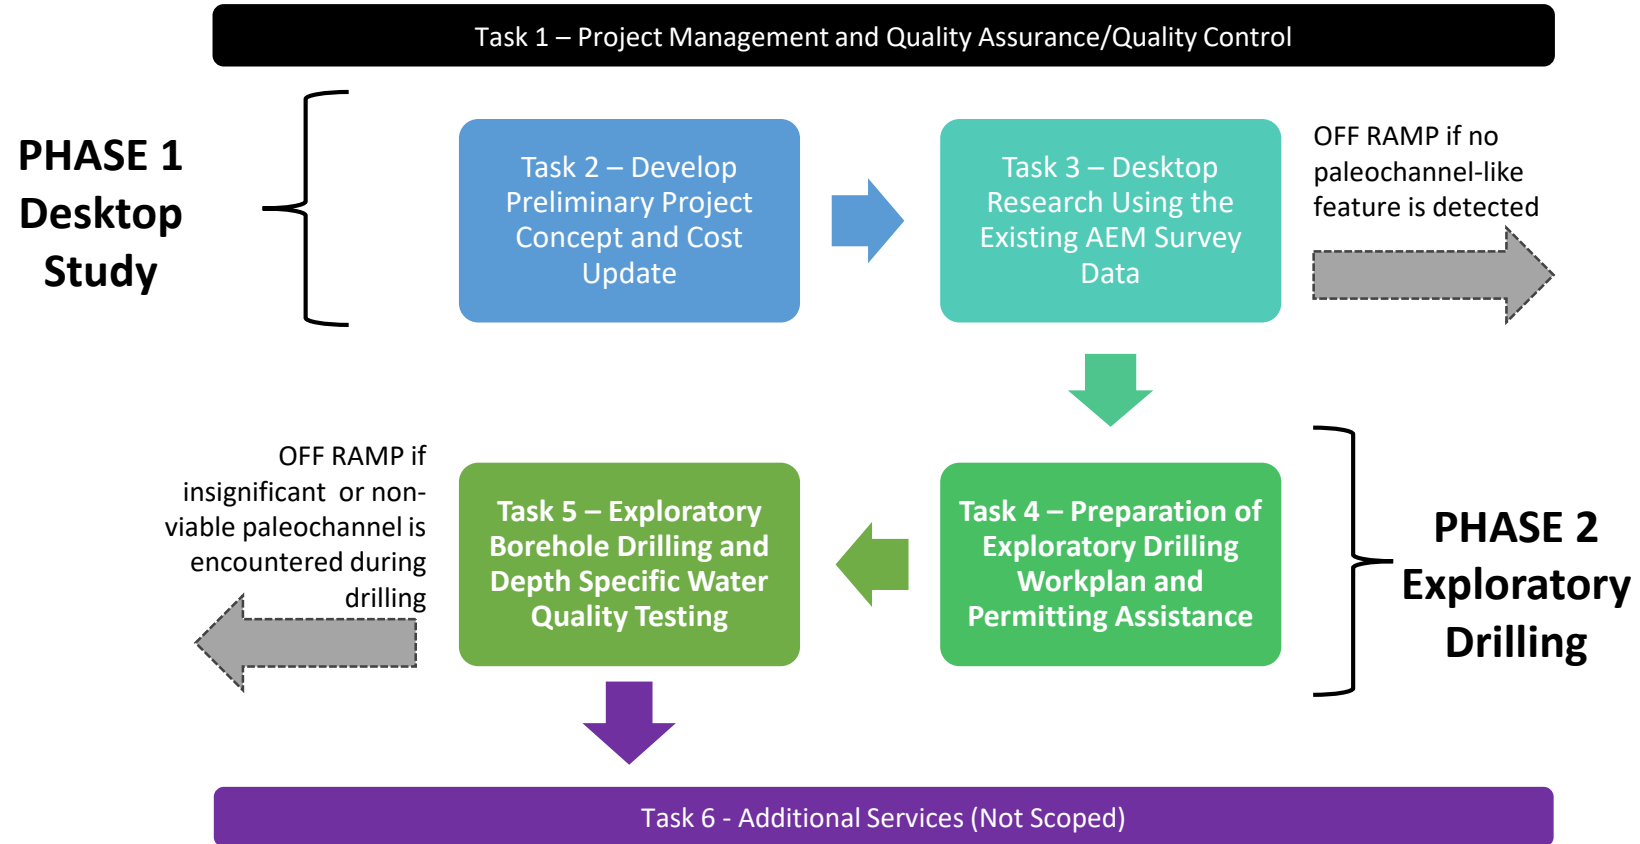 Task 1 – Project Management and Quality Assurance/Quality Control
PHASE 1
Desktop
Study
Task 2 – Develop
Preliminary Project
Concept and Cost
Update
Task 3 – Desktop
Research Using the
Existing AEM Survey
Data
OFF RAMP if no
paleochannel-like
feature is detected
OFF RAMP if
insignificant or non-
viable paleochannel is
encountered during
drilling
Task 5 – Exploratory
Borehole Drilling and
Depth Specific Water
Quality Testing
Task 4 – Preparation of
Exploratory Drilling
Workplan and
Permitting Assistance
PHASE 2
Exploratory
Drilling
Task 6 - Additional Services (Not Scoped)